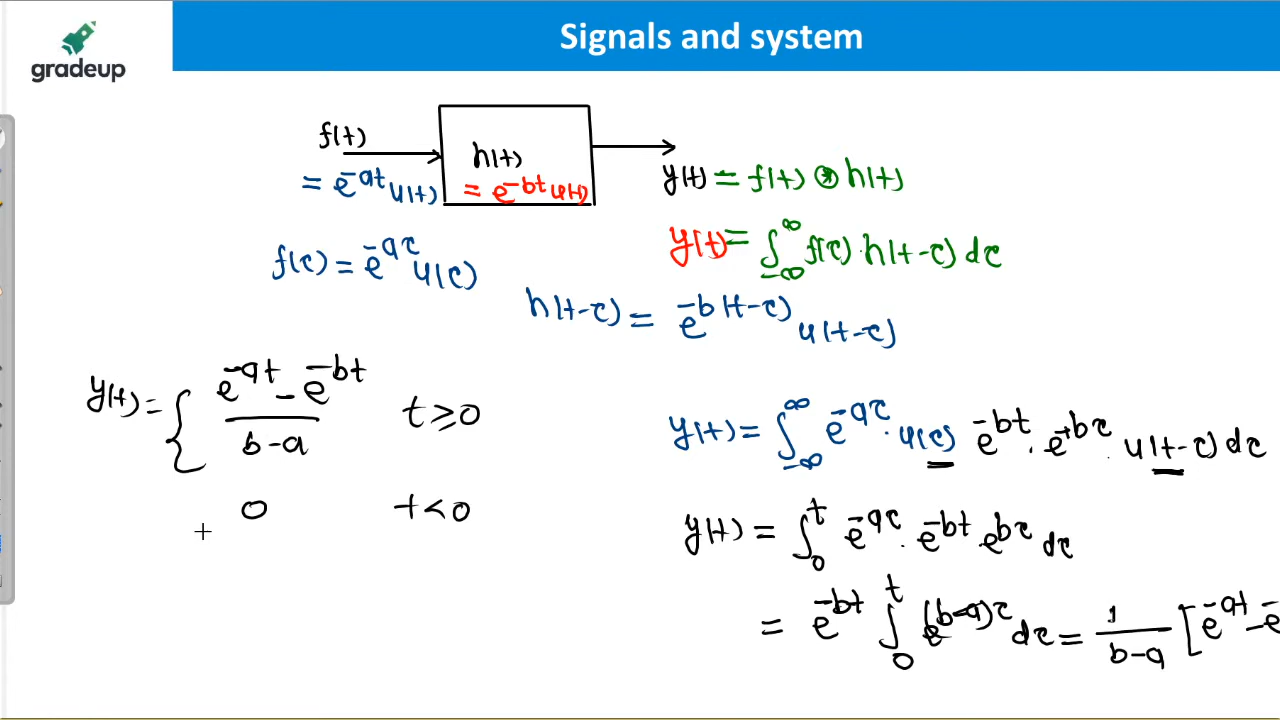 Signals and system
gradeup
f(t)
= e^-at u(t)
h(t)
= e^-bt u(t)
y(t) = f(t) ⊛ h(t)
y(t) = ∫_-∞^∞ f(τ) · h(t-τ) dτ
f(τ) = e^-aτ u(τ)
h(t-τ) = e^-b(t-τ) u(t-τ)
y(t) = { (e^-at - e^-bt)/(b-a) t ≥ 0
0 t < 0
y(t) = ∫_-∞^∞ e^-aτ · u(τ) e^-bt · e^+bτ · u(t-τ) dτ
y(t) = ∫_0^t e^-aτ · e^-bt e^bτ dτ
= e^-bt ∫_0^t e^(b-a)τ dτ = 1/(b-a) [e^-at - e^-